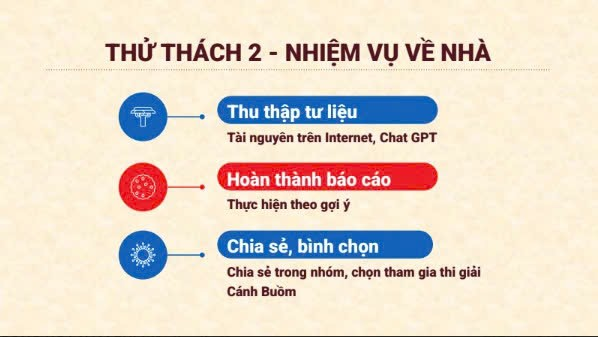 THỬ THÁCH 2 - NHIỆM VỤ VỀ NHÀ
Thu thập tư liệu
Tài nguyên trên Internet, Chat GPT
Hoàn thành báo cáo
Thực hiện theo gợi ý
Chia sẻ, bình chọn
Chia sẻ trong nhóm, chọn tham gia thi giải
Cánh Buồm